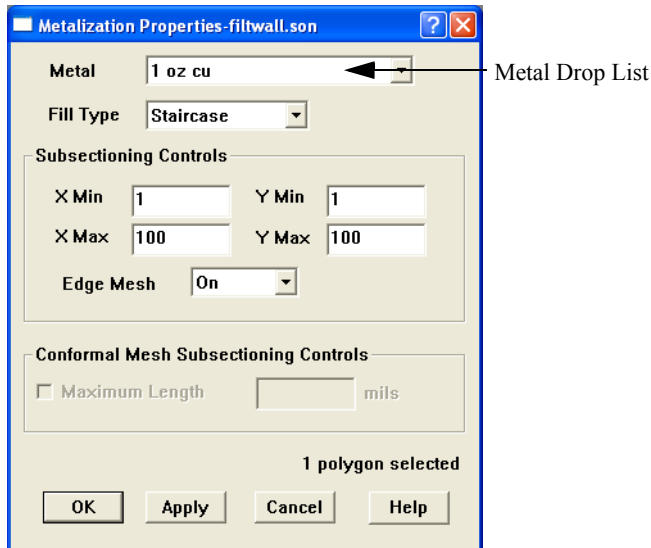 Metalization Properties-filtwall.son
Metal 1 oz cu
Metal Drop List
Fill Type Staircase
Subsectioning Controls
X Min 1 Y Min 1
X Max 100 Y Max 100
Edge Mesh On
Conformal Mesh Subsectioning Controls
Maximum Length mils
1 polygon selected
OK Apply Cancel Help